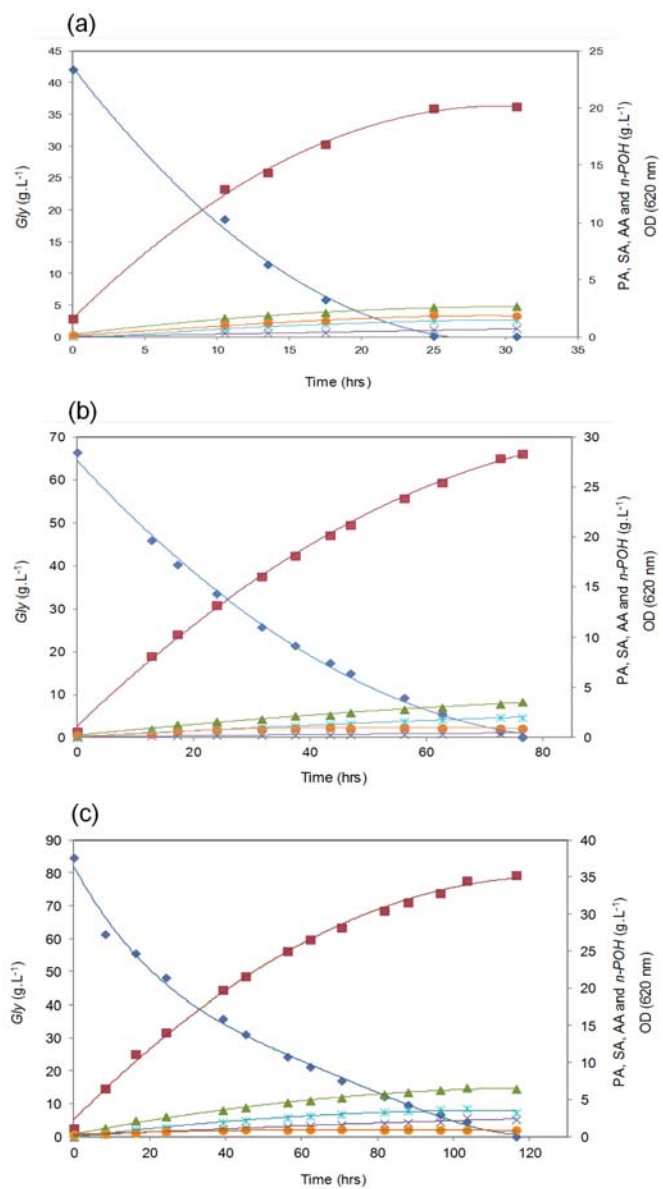 (a)
45
40
35
30
25
20
15
10
5
0
Gly (g.L-1)
25
20
15
10
5
0
PA, SA, AA and n-POH (g.L-1)
OD (620 nm)
0 5 10 15 20 25 30 35
Time (hrs)
(b)
70
60
50
40
30
20
10
0
Gly (g.L-1)
30
25
20
15
10
5
0
PA, SA, AA and n-POH (g.L-1)
OD (620 nm)
0 20 40 60 80
Time (hrs)
(c)
90
80
70
60
50
40
30
20
10
0
Gly (g.L-1)
40
35
30
25
20
15
10
5
0
PA, SA, AA and n-POH (g.L-1)
OD (620 nm)
0 20 40 60 80 100 120
Time (hrs)